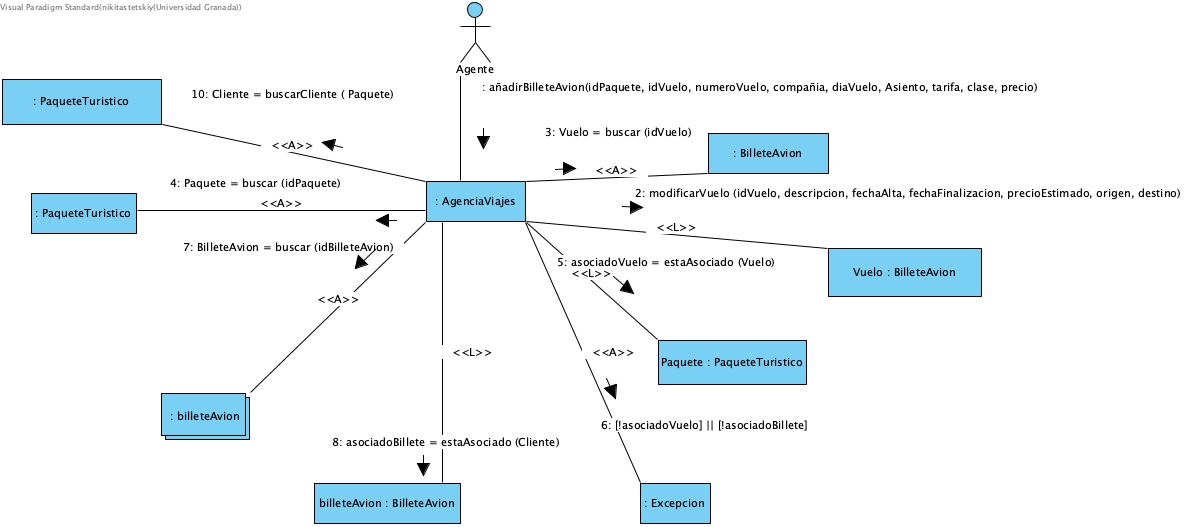 Visual Paradigm Standard(nikitastetskiy(Universidad Granada))
Agente
: añadirBilleteAvion(idPaquete, idVuelo, numeroVuelo, compañia, diaVuelo, Asiento, tarifa, clase, precio)
: PaqueteTuristico
10: Cliente = buscarCliente ( Paquete)
<<A>>
3: Vuelo = buscar (idVuelo)
<<A>>
: BilleteAvion
4: Paquete = buscar (idPaquete)
<<A>>
: PaqueteTuristico
: AgenciaViajes
2: modificarVuelo (idVuelo, descripcion, fechaAlta, fechaFinalizacion, precioEstimado, origen, destino)
<<L>>
Vuelo : BilleteAvion
7: BilleteAvion = buscar (idBilleteAvion)
<<A>>
5: asociadoVuelo = estaAsociado (Vuelo)
<<L>>
Paquete : PaqueteTuristico
<<L>>
<<A>>
: billeteAvion
6: [!asociadoVuelo] || [!asociadoBillete]
8: asociadoBillete = estaAsociado (Cliente)
billeteAvion : BilleteAvion
: Excepcion